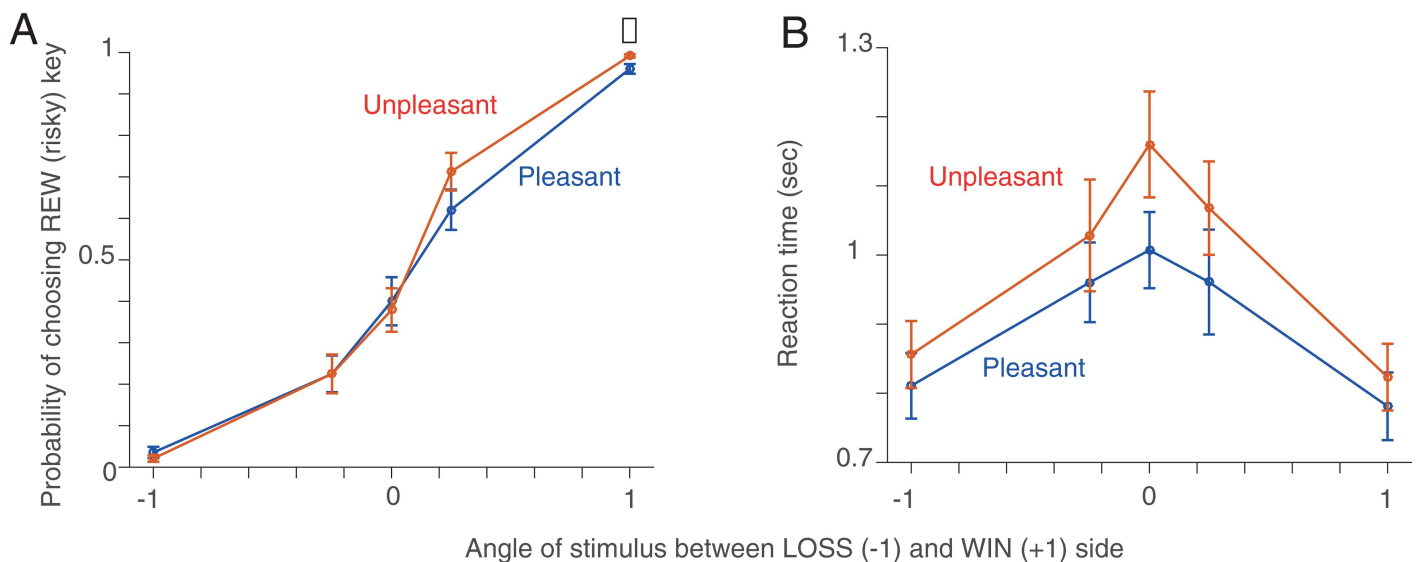 A
Probability of choosing REW (risky) key
1
0.5
0
-1
0
1
Unpleasant
Pleasant
B
Reaction time (sec)
1.3
1
0.7
-1
0
1
Unpleasant
Pleasant
Angle of stimulus between LOSS (-1) and WIN (+1) side